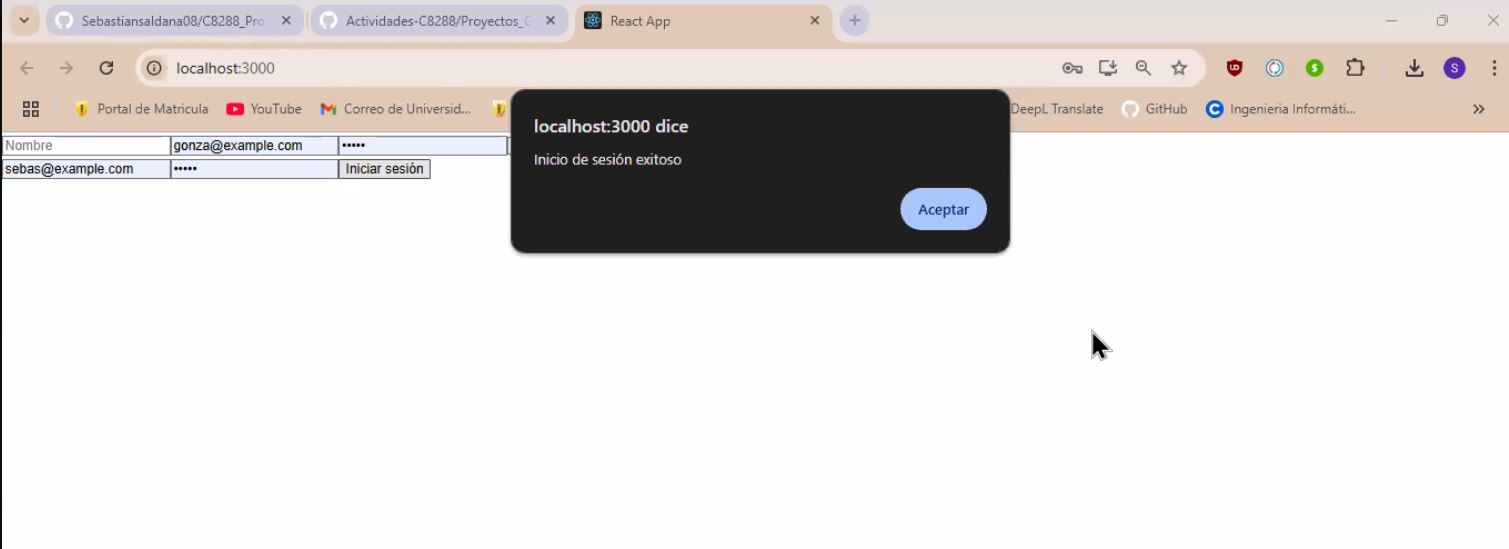 Sebastiansaldana08/C8288_Pro
Actividades-C8288/Proyectos_G
React App
localhost:3000
S
Portal de Matricula
YouTube
Correo de Universid...
DeepL Translate
GitHub
Ingenieria Informáti...
localhost:3000 dice
Inicio de sesión exitoso
Aceptar
Nombre
gonza@example.com
•••••
sebas@example.com
•••••
Iniciar sesión